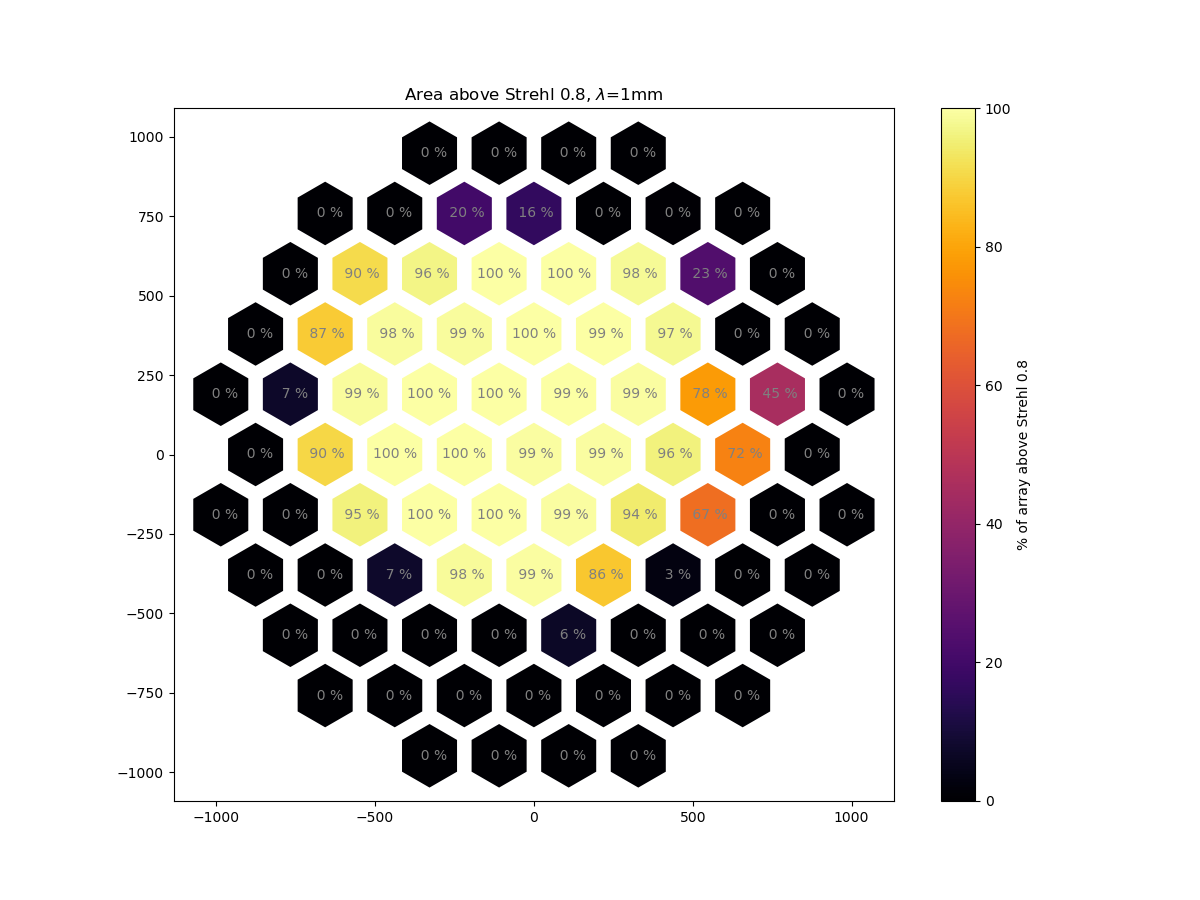 Area above Strehl 0.8, λ=1mm
1000
750
500
250
0
−250
−500
−750
−1000
0 % 0 % 0 % 0 %
0 % 0 % 20 % 16 % 0 % 0 % 0 %
0 % 90 % 96 % 100 % 100 % 98 % 23 % 0 %
0 % 87 % 98 % 99 % 100 % 99 % 97 % 0 % 0 %
0 % 7 % 99 % 100 % 100 % 99 % 99 % 78 % 45 % 0 %
0 % 90 % 100 % 100 % 99 % 99 % 96 % 72 % 0 %
0 % 0 % 95 % 100 % 100 % 99 % 94 % 67 % 0 % 0 %
0 % 0 % 7 % 98 % 99 % 86 % 3 % 0 % 0 %
0 % 0 % 0 % 0 % 6 % 0 % 0 % 0 %
0 % 0 % 0 % 0 % 0 % 0 % 0 %
0 % 0 % 0 % 0 %
−1000 −500 0 500 1000
100
80
60
40
20
0
% of array above Strehl 0.8